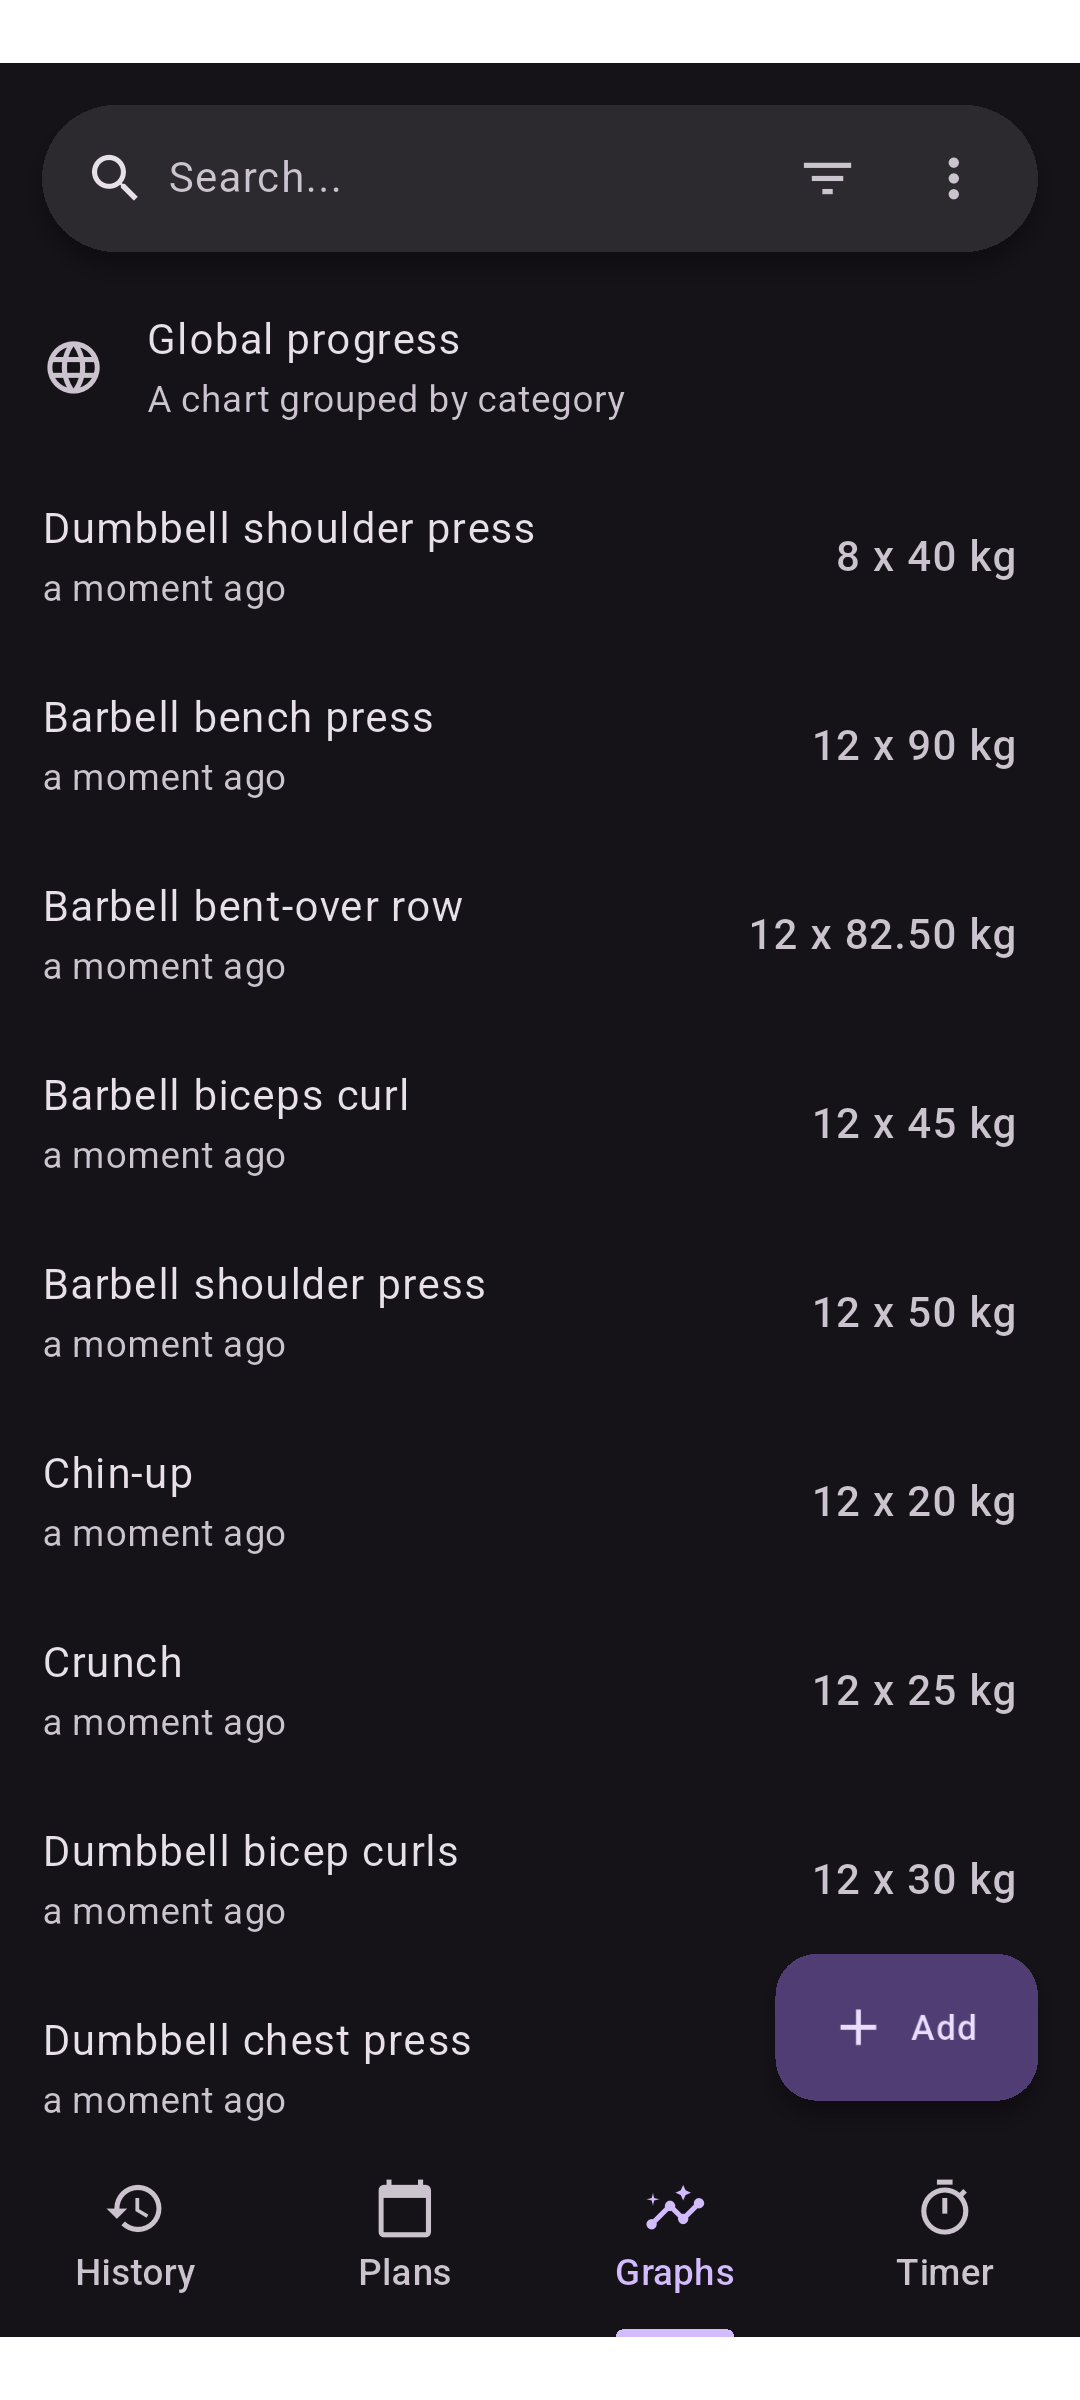 Search...
Global progress
A chart grouped by category
Dumbbell shoulder press
a moment ago
8 x 40 kg
Barbell bench press
a moment ago
12 x 90 kg
Barbell bent-over row
a moment ago
12 x 82.50 kg
Barbell biceps curl
a moment ago
12 x 45 kg
Barbell shoulder press
a moment ago
12 x 50 kg
Chin-up
a moment ago
12 x 20 kg
Crunch
a moment ago
12 x 25 kg
Dumbbell bicep curls
a moment ago
12 x 30 kg
Dumbbell chest press
a moment ago
Add
History
Plans
Graphs
Timer